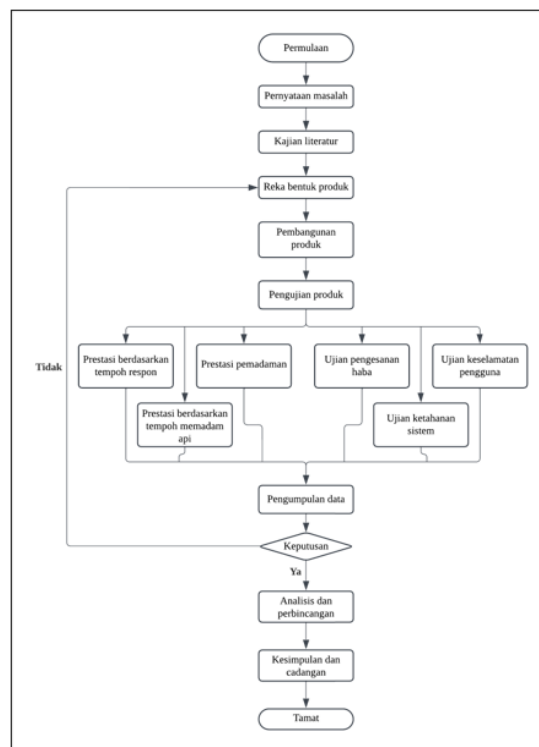 Permulaan
Pernyataan masalah
Kajian literatur
Reka bentuk produk
Pembangunan
produk
Pengujian produk
Tidak
Prestasi berdasarkan
tempoh respon
Prestasi pemadaman
Ujian pengesanan
haba
Ujian keselamatan
pengguna
Prestasi berdasarkan
tempoh memadam
api
Ujian ketahanan
sistem
Pengumpulan data
Keputusan
Ya
Analisis dan
perbincangan
Kesimpulan dan
cadangan
Tamat